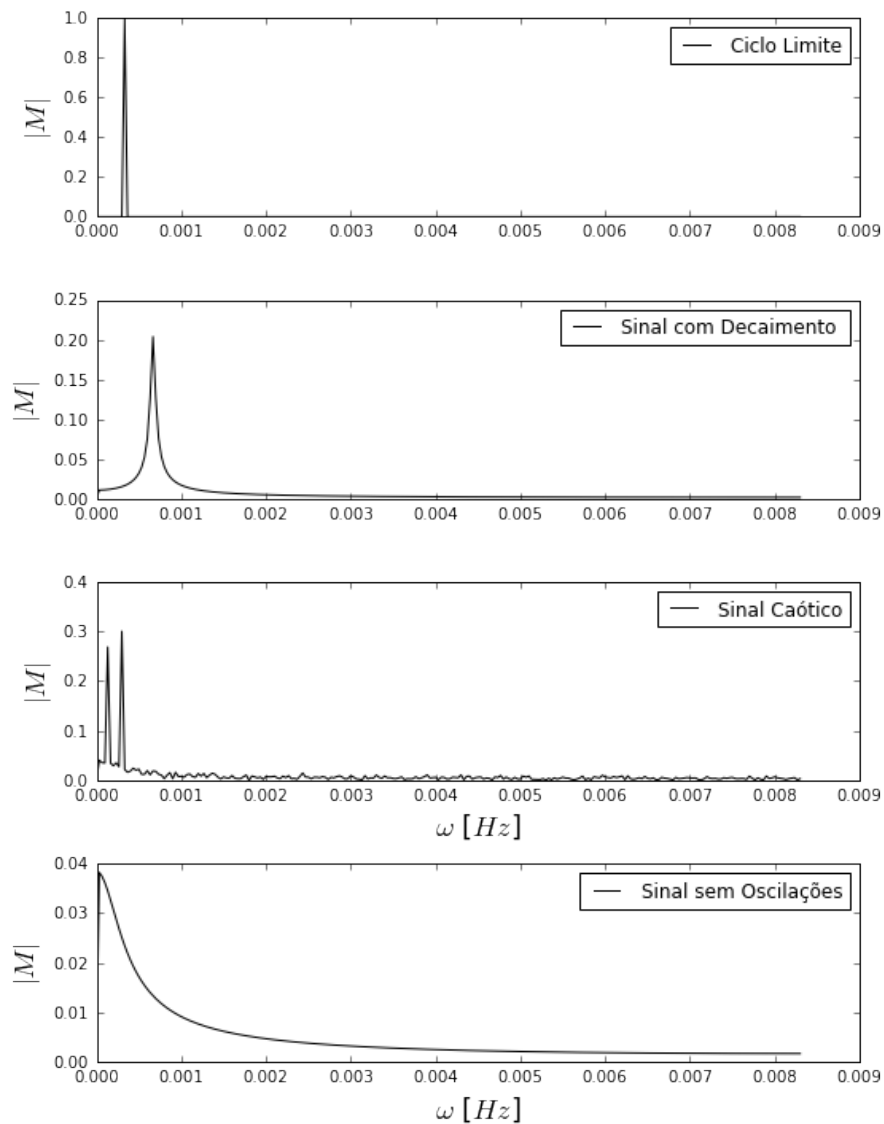 1.0
0.8
0.6
0.4
0.2
0.0
|M|
Ciclo Limite
0.000 0.001 0.002 0.003 0.004 0.005 0.006 0.007 0.008 0.009
0.25
0.20
0.15
0.10
0.05
0.00
|M|
Sinal com Decaimento
0.000 0.001 0.002 0.003 0.004 0.005 0.006 0.007 0.008 0.009
0.4
0.3
0.2
0.1
0.0
|M|
Sinal Caótico
0.000 0.001 0.002 0.003 0.004 0.005 0.006 0.007 0.008 0.009
ω [Hz]
0.04
0.03
0.02
0.01
0.00
|M|
Sinal sem Oscilações
0.000 0.001 0.002 0.003 0.004 0.005 0.006 0.007 0.008 0.009
ω [Hz]